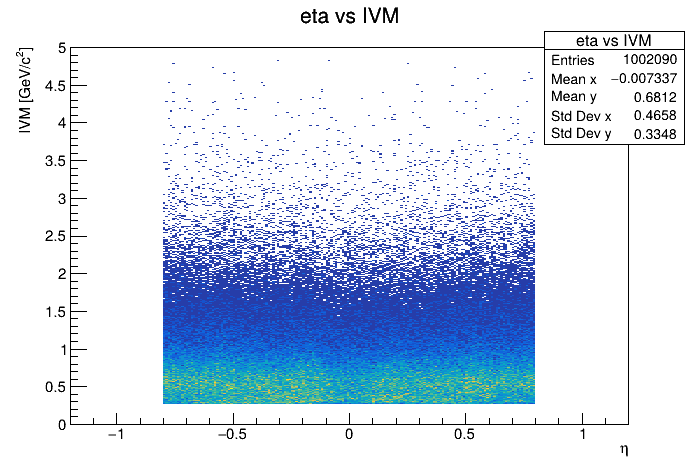 eta vs IVM
IVM [GeV/c²]
eta vs IVM
Entries 1002090
Mean x −0.007337
Mean y 0.6812
Std Dev x 0.4658
Std Dev y 0.3348
5
4.5
4
3.5
3
2.5
2
1.5
1
0.5
0
−1 −0.5 0 0.5 1
η